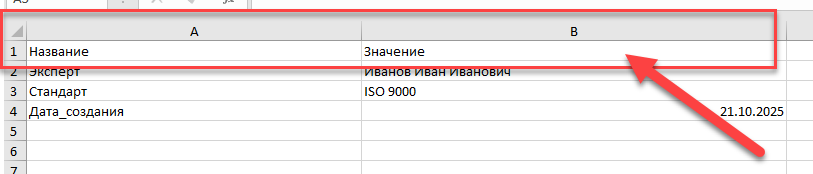 A B
1 Название Значение
2 Эксперт Иванов Иван Иванович
3 Стандарт ISO 9000
4 Дата_создания 21.10.2025
5
6
7